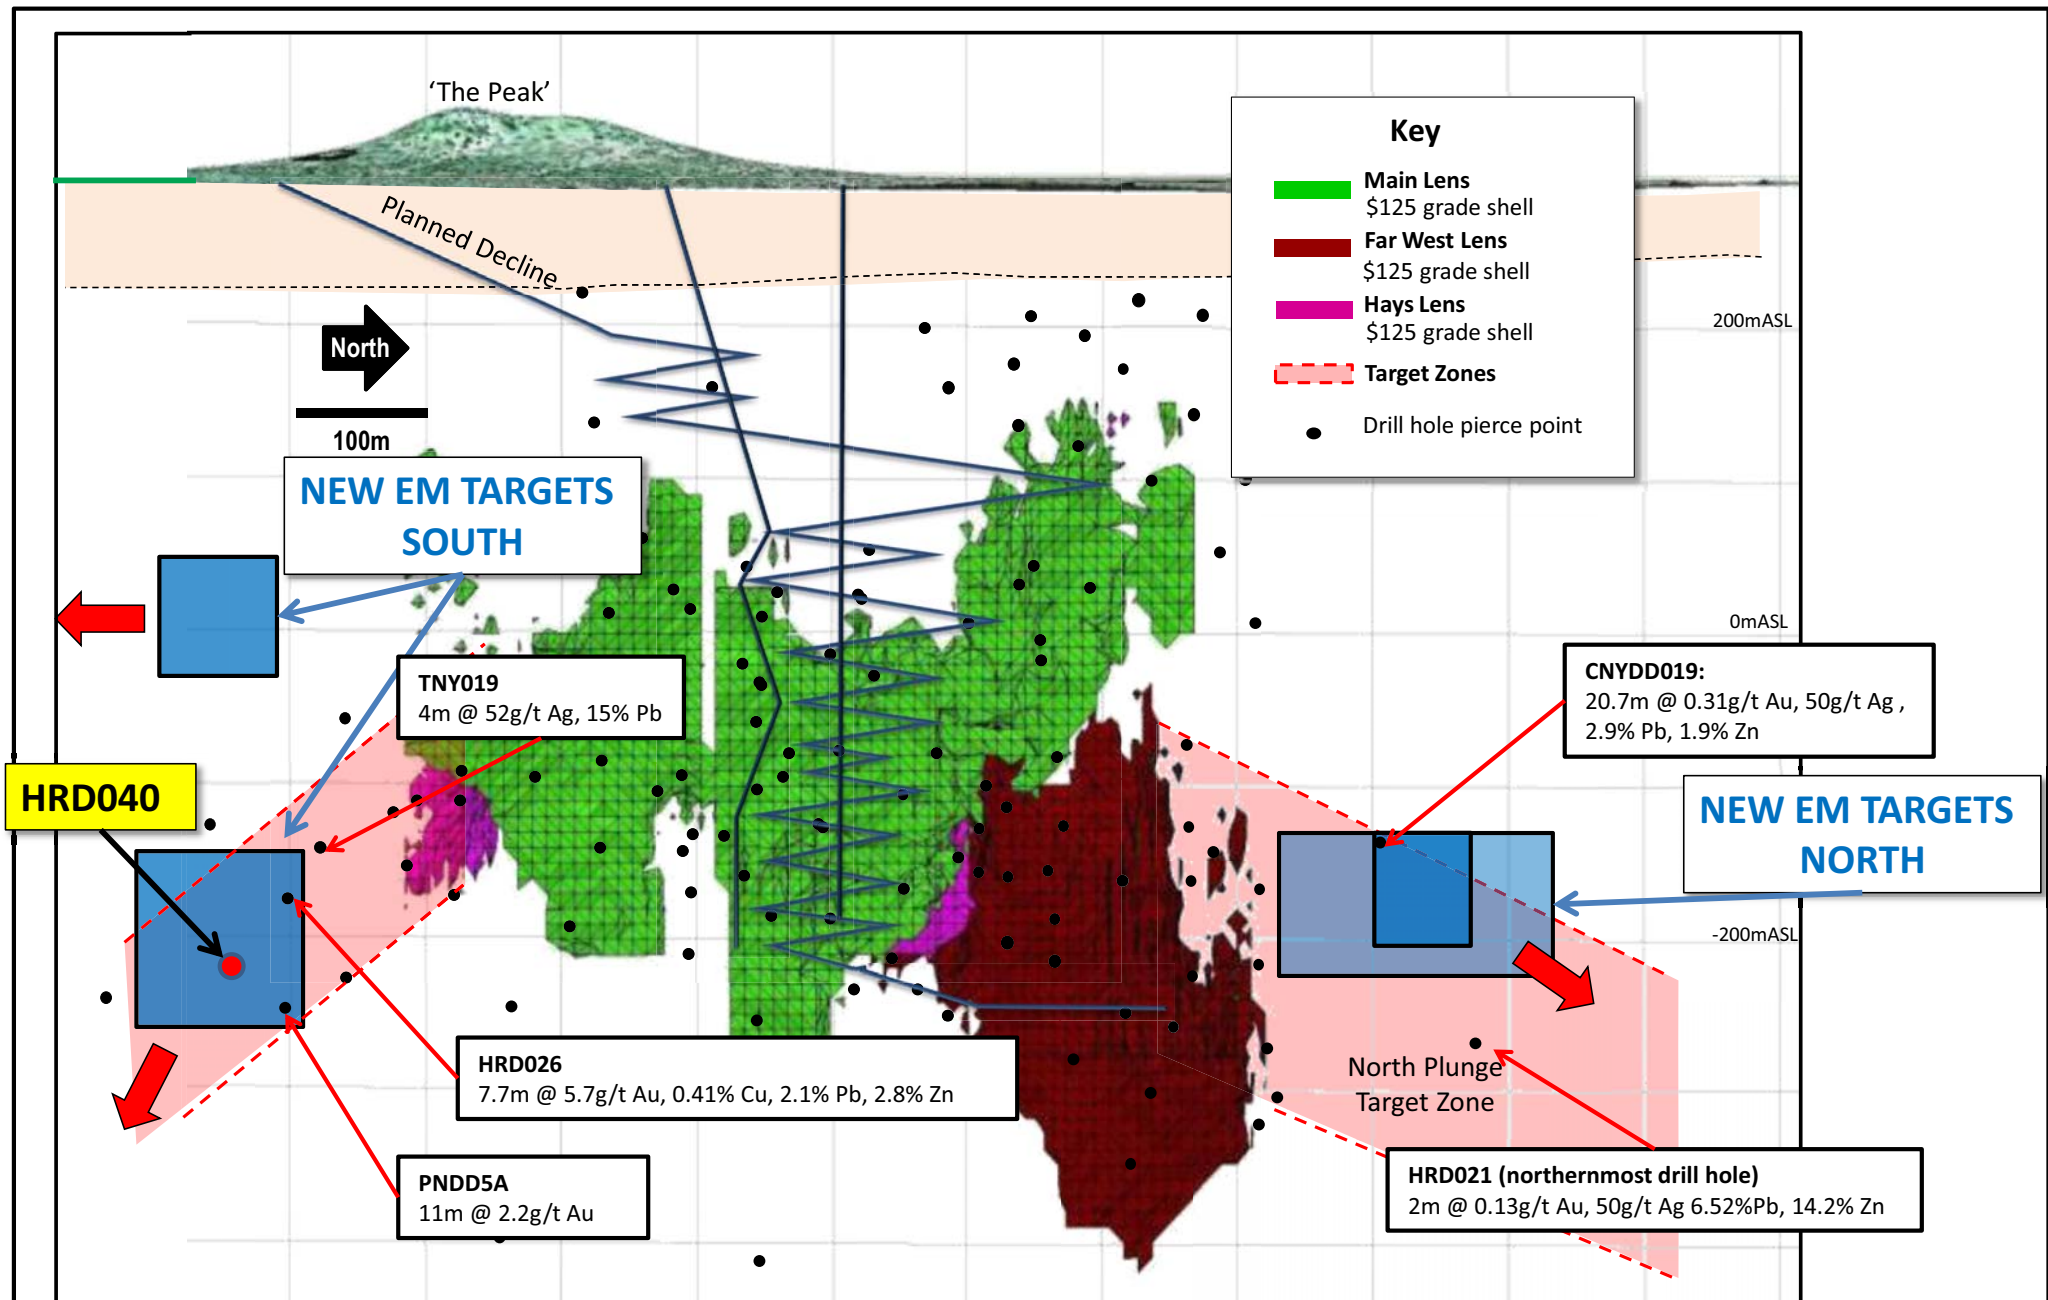 'The Peak'
Key
Main Lens
$125 grade shell
Far West Lens
$125 grade shell
Hays Lens
$125 grade shell
Target Zones
Drill hole pierce point
Planned Decline
200mASL
North
100m
NEW EM TARGETS
SOUTH
0mASL
TNY019
4m @ 52g/t Ag, 15% Pb
CNYDD019:
20.7m @ 0.31g/t Au, 50g/t Ag ,
2.9% Pb, 1.9% Zn
HRD040
NEW EM TARGETS
NORTH
-200mASL
HRD026
7.7m @ 5.7g/t Au, 0.41% Cu, 2.1% Pb, 2.8% Zn
North Plunge
Target Zone
PNDD5A
11m @ 2.2g/t Au
HRD021 (northernmost drill hole)
2m @ 0.13g/t Au, 50g/t Ag 6.52%Pb, 14.2% Zn